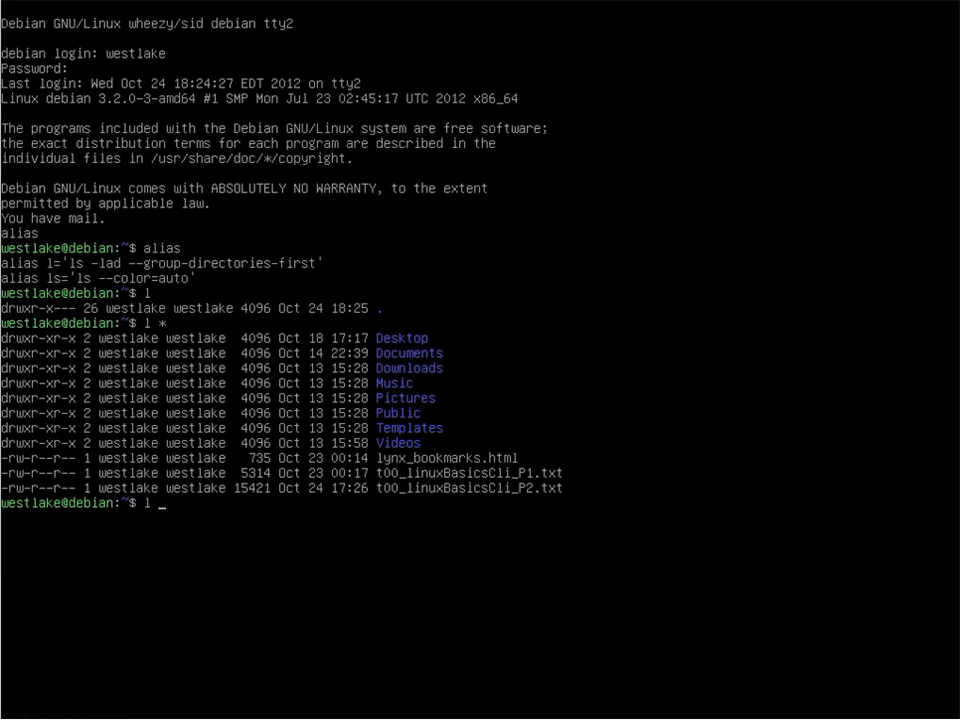 Debian GNU/Linux wheezy/sid debian tty2
debian login: westlake
Password:
Last login: Wed Oct 24 18:24:27 EDT 2012 on tty2
Linux debian 3.2.0-3-amd64 #1 SMP Mon Jul 23 02:45:17 UTC 2012 x86_64
The programs included with the Debian GNU/Linux system are free software;
the exact distribution terms for each program are described in the
individual files in /usr/share/doc/*/copyright.
Debian GNU/Linux comes with ABSOLUTELY NO WARRANTY, to the extent
permitted by applicable law.
You have mail.
alias
westlake@debian:~$ alias
alias l='ls -lad --group-directories-first'
alias ls='ls --color=auto'
westlake@debian:~$ l
drwxr-x--- 26 westlake westlake 4096 Oct 24 18:25 .
westlake@debian:~$ l *
drwxr-xr-x 2 westlake westlake  4096 Oct 18 17:17 Desktop
drwxr-xr-x 2 westlake westlake  4096 Oct 14 22:39 Documents
drwxr-xr-x 2 westlake westlake  4096 Oct 13 15:28 Downloads
drwxr-xr-x 2 westlake westlake  4096 Oct 13 15:28 Music
drwxr-xr-x 2 westlake westlake  4096 Oct 13 15:28 Pictures
drwxr-xr-x 2 westlake westlake  4096 Oct 13 15:28 Public
drwxr-xr-x 2 westlake westlake  4096 Oct 13 15:28 Templates
drwxr-xr-x 2 westlake westlake  4096 Oct 13 15:58 Videos
-rw-r--r-- 1 westlake westlake   735 Oct 23 00:14 lynx_bookmarks.html
-rw-r--r-- 1 westlake westlake  5314 Oct 23 00:17 t00_linuxBasicsCli_P1.txt
-rw-r--r-- 1 westlake westlake 15421 Oct 24 17:26 t00_linuxBasicsCli_P2.txt
westlake@debian:~$ l _